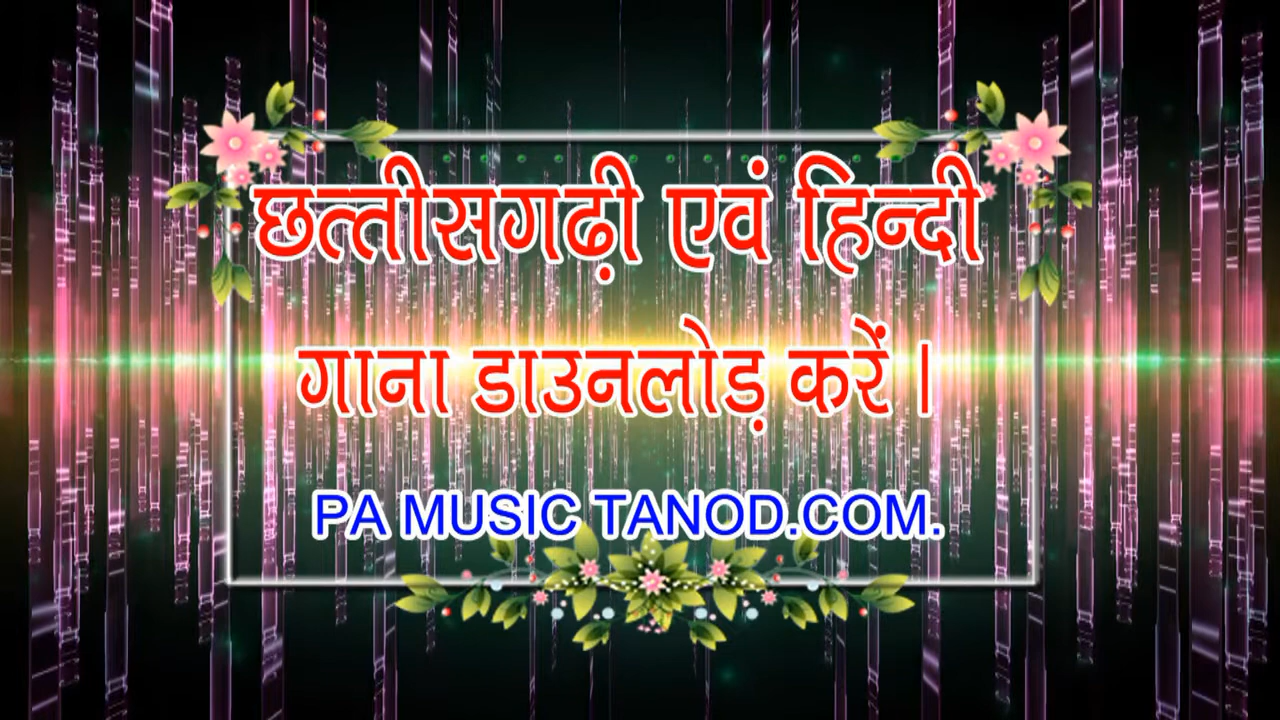 छत्तीसगढ़ी एवं हिन्दी
गाना डाउनलोड़ करें ।
PA MUSIC TANOD.COM.